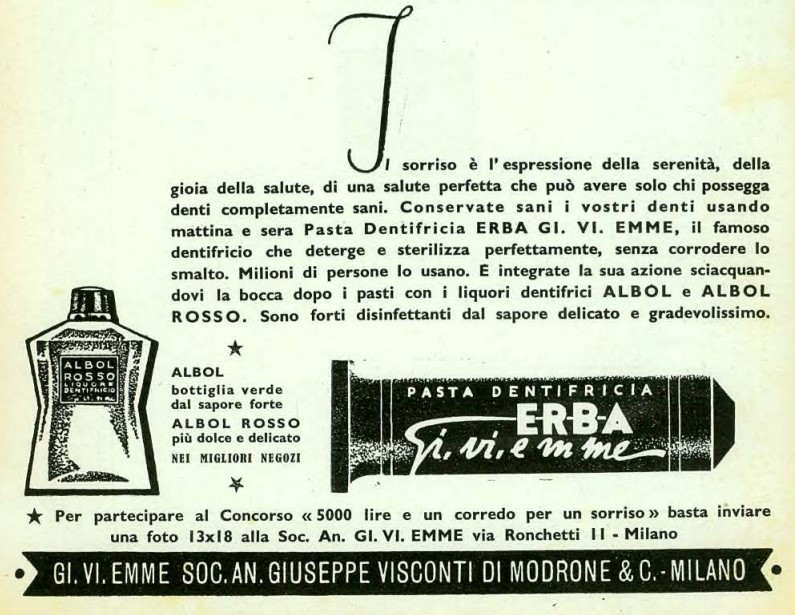 Il sorriso è l'espressione della serenità, della
gioia della salute, di una salute perfetta che può avere solo chi possegga
denti completamente sani. Conservate sani i vostri denti usando
mattina e sera Pasta Dentifricia ERBA GI. VI. EMME, il famoso
dentifricio che deterge e sterilizza perfettamente, senza corrodere lo
smalto. Milioni di persone lo usano. E integrate la sua azione sciacquan-
dovi la bocca dopo i pasti con i liquori dentifrici ALBOL e ALBOL
ROSSO. Sono forti disinfettanti dal sapore delicato e gradevolissimo.
ALBOL
ROSSO
LIQUORE
DENTIFRICIO
ALBOL
bottiglia verde
dal sapore forte
ALBOL ROSSO
più dolce e delicato
NEI MIGLIORI NEGOZI
PASTA DENTIFRICIA
E·R·B·A
Gi, vi, emme
★ Per partecipare al Concorso « 5000 lire e un corredo per un sorriso » basta inviare
una foto 13x18 alla Soc. An. GI. VI. EMME via Ronchetti 11 - Milano
GI. VI. EMME SOC. AN. GIUSEPPE VISCONTI DI MODRONE & C. - MILANO